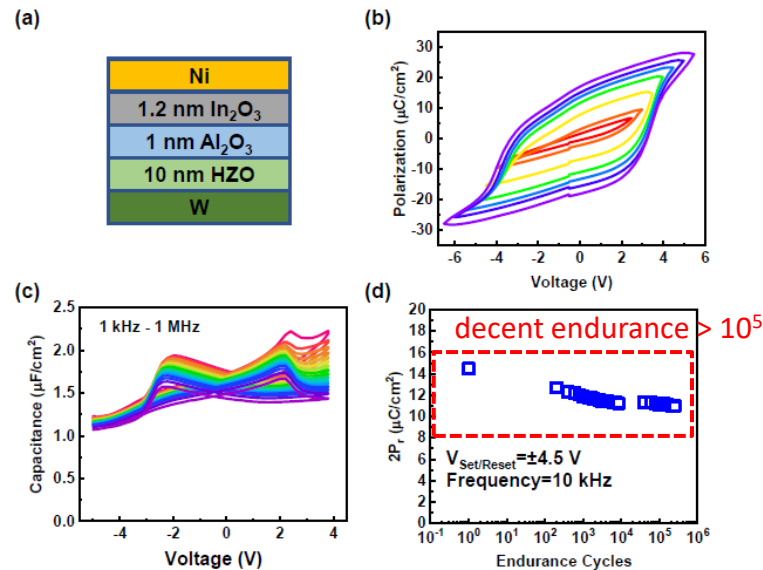 (a)
Ni
1.2 nm In₂O₃
1 nm Al₂O₃
10 nm HZO
W
(b)
30
20
10
0
-10
-20
-30
Polarization (µC/cm²)
-6 -4 -2 0 2 4 6
Voltage (V)
(c)
1 kHz - 1 MHz
2.5
2.0
1.5
1.0
0.5
0.0
Capacitance (µF/cm²)
-4 -2 0 2 4
Voltage (V)
(d)
decent endurance > 10⁵
20
18
16
14
12
10
8
6
4
2
0
2Pᵣ (µC/cm²)
V_Set/Reset=±4.5 V
Frequency=10 kHz
10⁻¹ 10⁰ 10¹ 10² 10³ 10⁴ 10⁵ 10⁶
Endurance Cycles